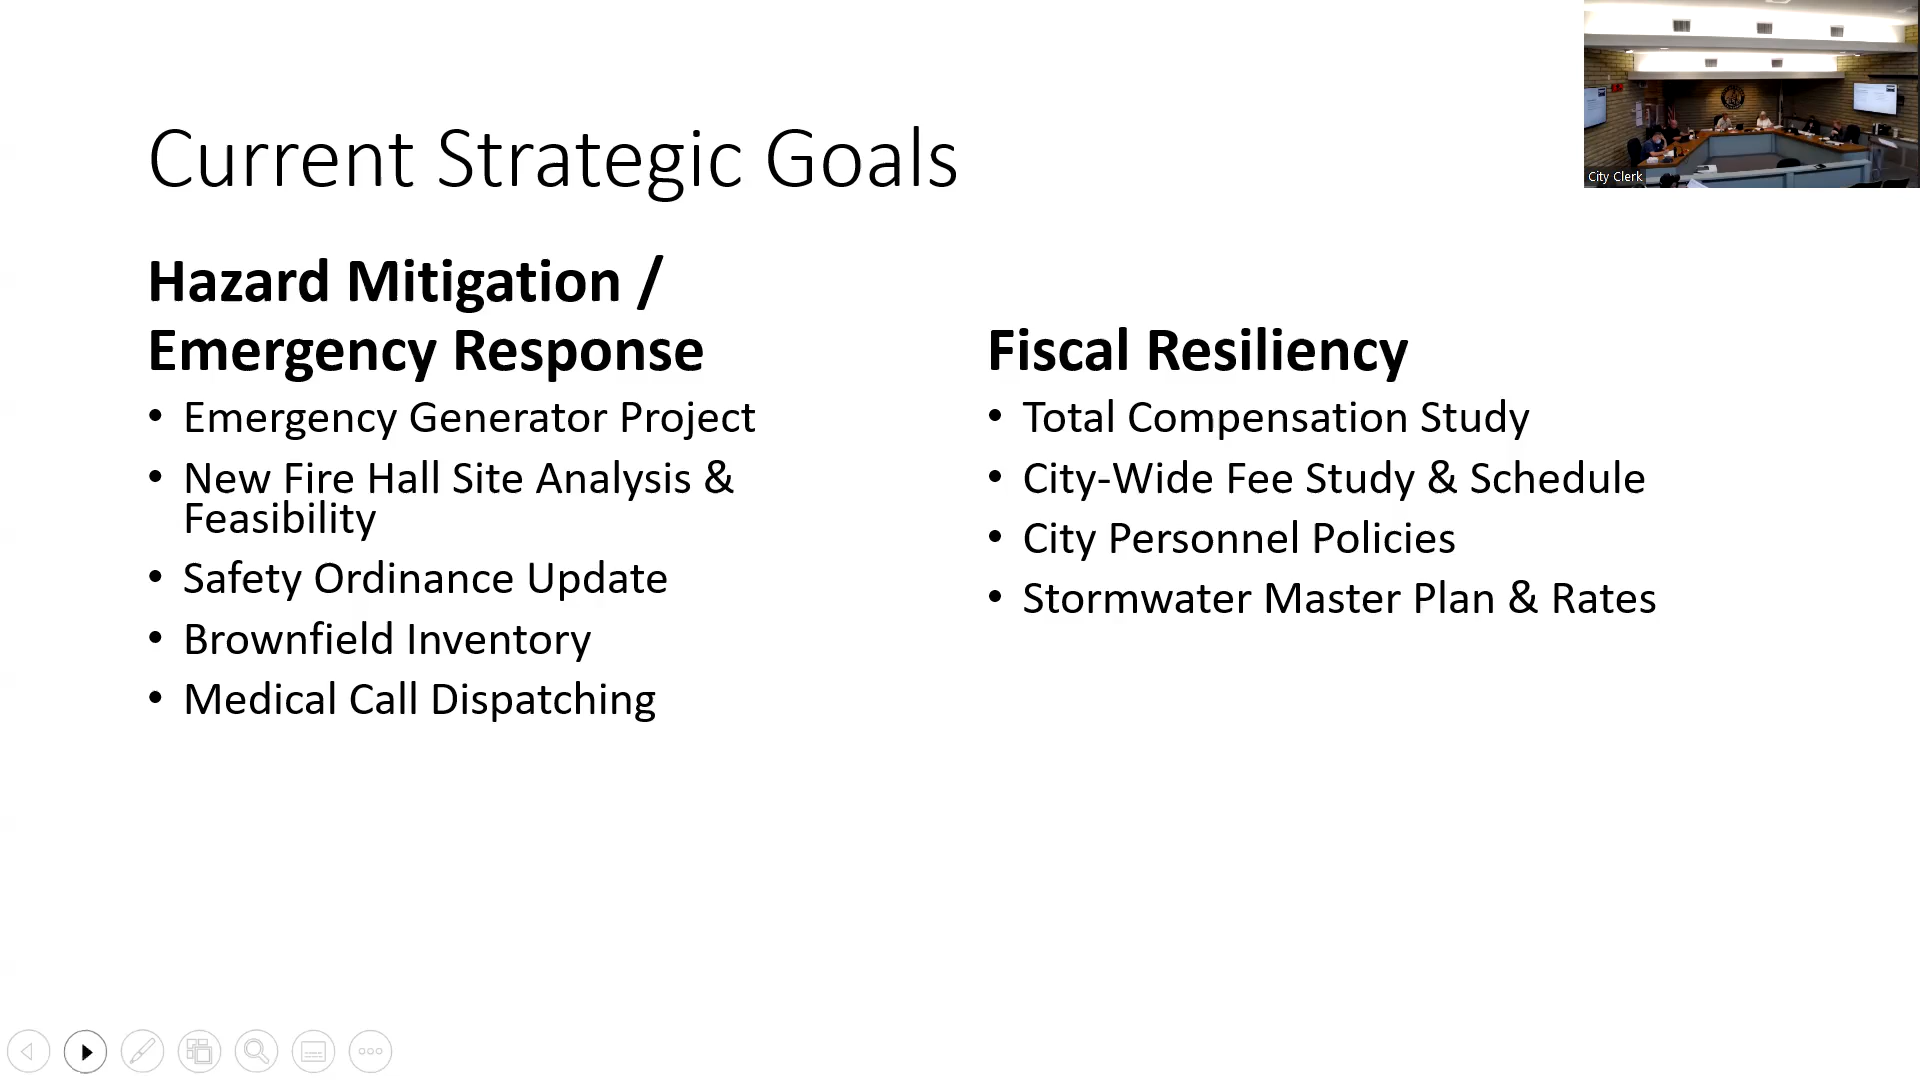 Current Strategic Goals
City Clerk
Hazard Mitigation /
Emergency Response
• Emergency Generator Project
• New Fire Hall Site Analysis &
Feasibility
• Safety Ordinance Update
• Brownfield Inventory
• Medical Call Dispatching
Fiscal Resiliency
• Total Compensation Study
• City-Wide Fee Study & Schedule
• City Personnel Policies
• Stormwater Master Plan & Rates